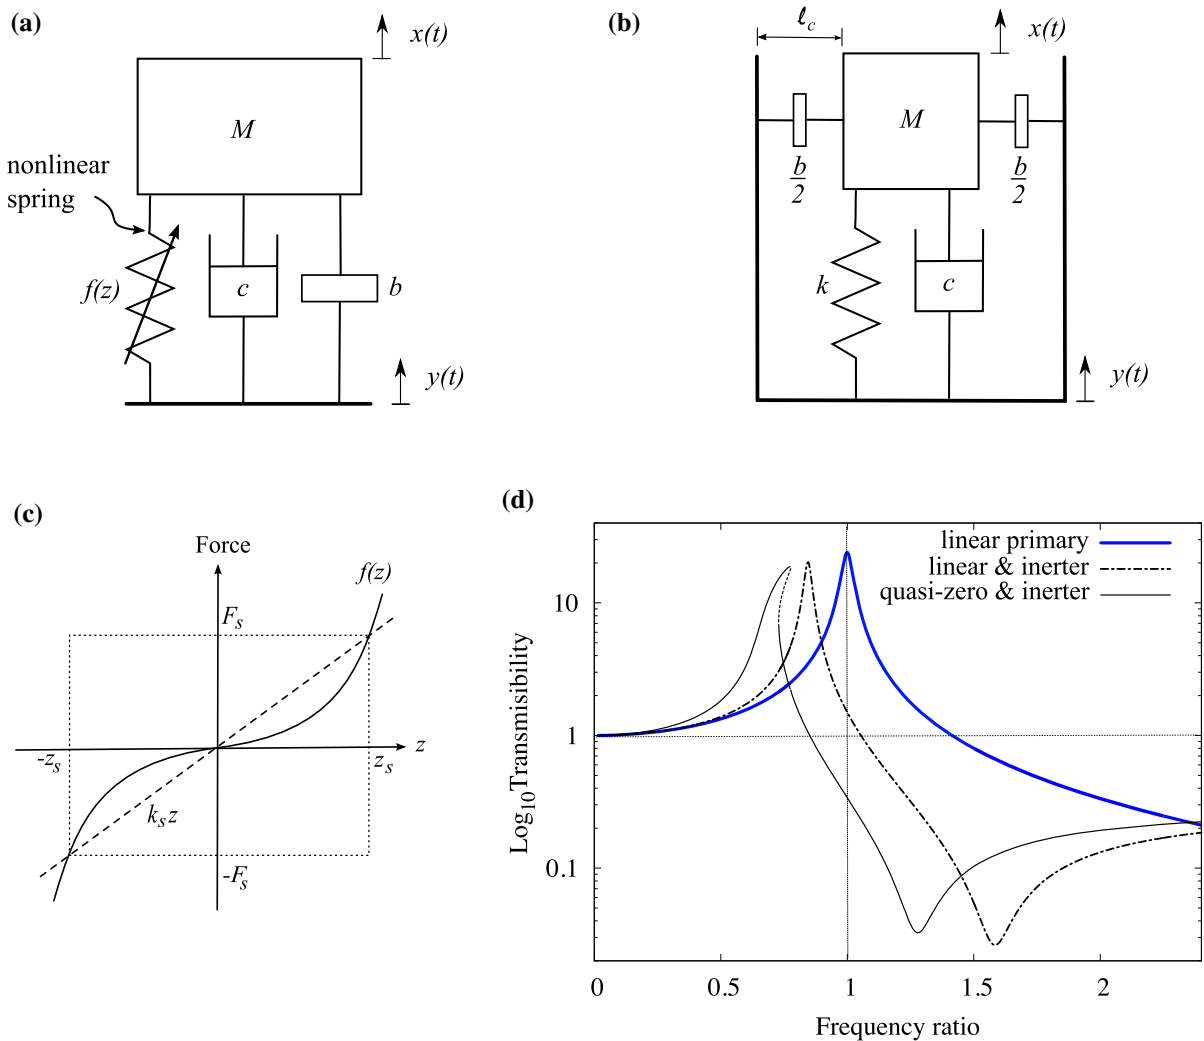 (a)
x(t)
M
nonlinear
spring
f(z)
c
b
y(t)
(b)
ℓc
x(t)
M
b
2
b
2
k
c
y(t)
(c)
Force
f(z)
Fs
-zs
zs
z
ksz
-Fs
(d)
linear primary
linear & inerter
quasi-zero & inerter
10
1
0.1
Log10Transmisibility
0
0.5
1
1.5
2
Frequency ratio